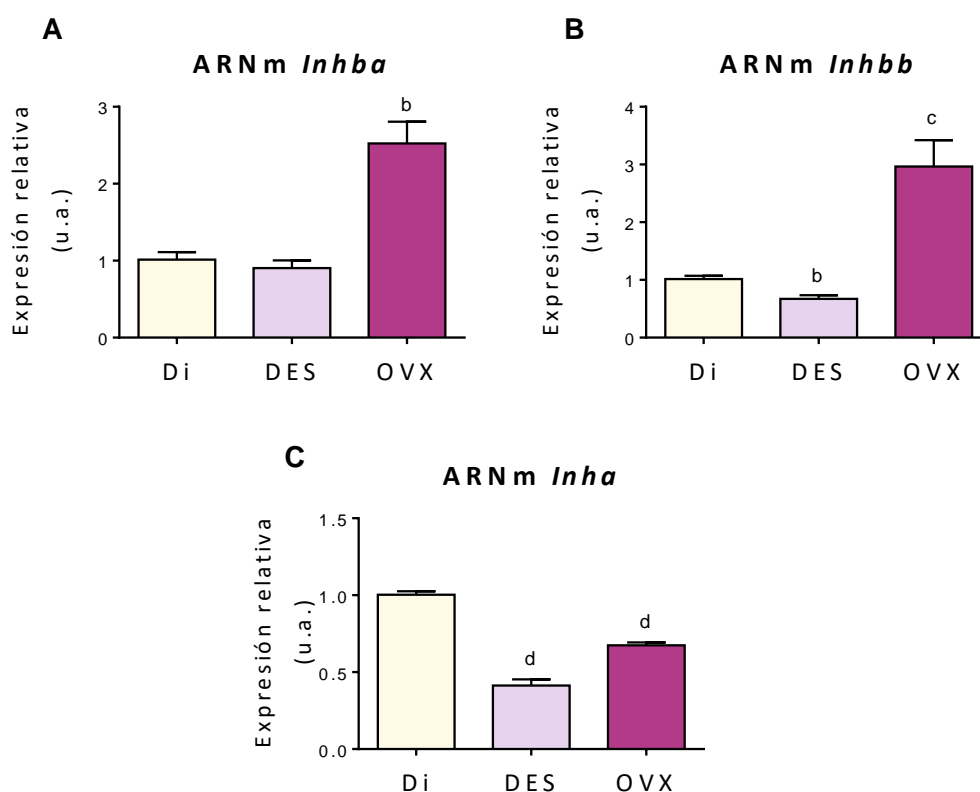 A
ARNm Inhba
Expresión relativa
(u.a.)
3
2
1
0
b
Di DES OVX
B
ARNm Inhbb
Expresión relativa
(u.a.)
4
3
2
1
0
b
c
Di DES OVX
C
ARNm Inha
Expresión relativa
(u.a.)
1.5
1.0
0.5
0.0
d
d
Di DES OVX